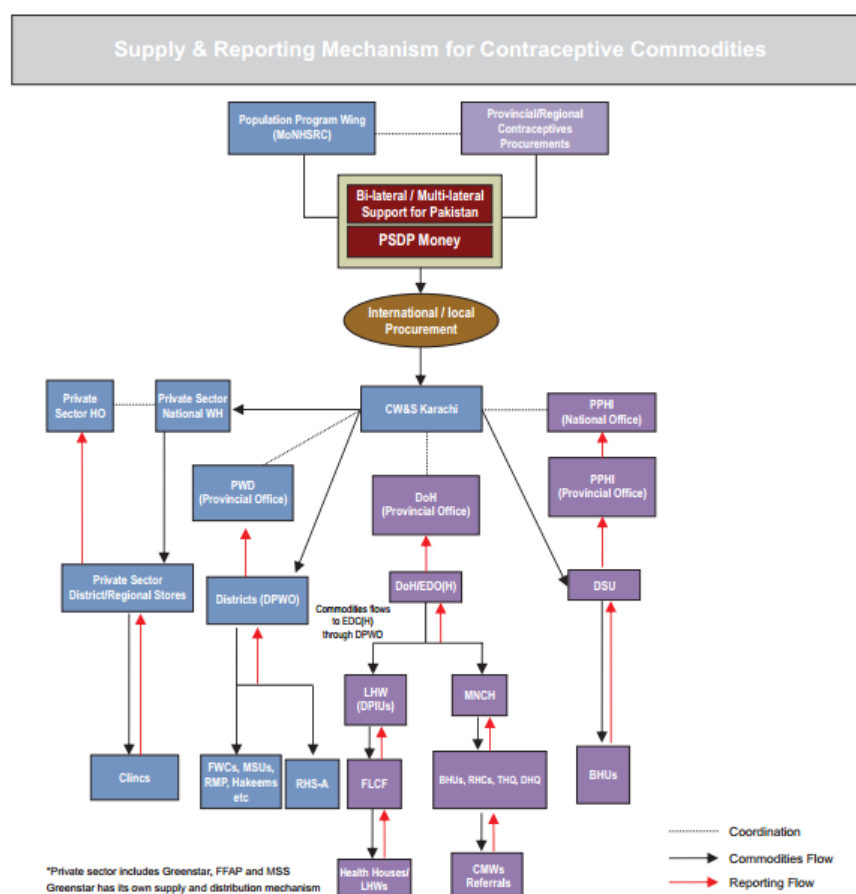 Supply & Reporting Mechanism for Contraceptive Commodities
Population Program Wing
(MoNHSRC)
Provincial/Regional
Contraceptives
Procurements
Bi-lateral / Multi-lateral
Support for Pakistan
PSDP Money
International / local
Procurement
Private
Sector HO
Private Sector
National WH
CW&S Karachi
PPHI
(National Office)
PWD
(Provincial Office)
DoH
(Provincial Office)
PPHI
(Provincial Office)
Private Sector
District/Regional Stores
Districts (DPWO)
DoH/EDO(H)
DSU
Commodities flows
to EDC(H)
through DPWO
LHW
(DPIUs)
MNCH
Clincs
FWCs, MSUs,
RMP, Hakeems
etc
RHS-A
FLCF
BHUs, RHCs, THQ, DHQ
BHUs
Health Houses/
LHWs
CMWs
Referrals
Coordination
Commodities Flow
Reporting Flow
*Private sector includes Greenstar, FFAP and MSS
Greenstar has its own supply and distribution mechanism